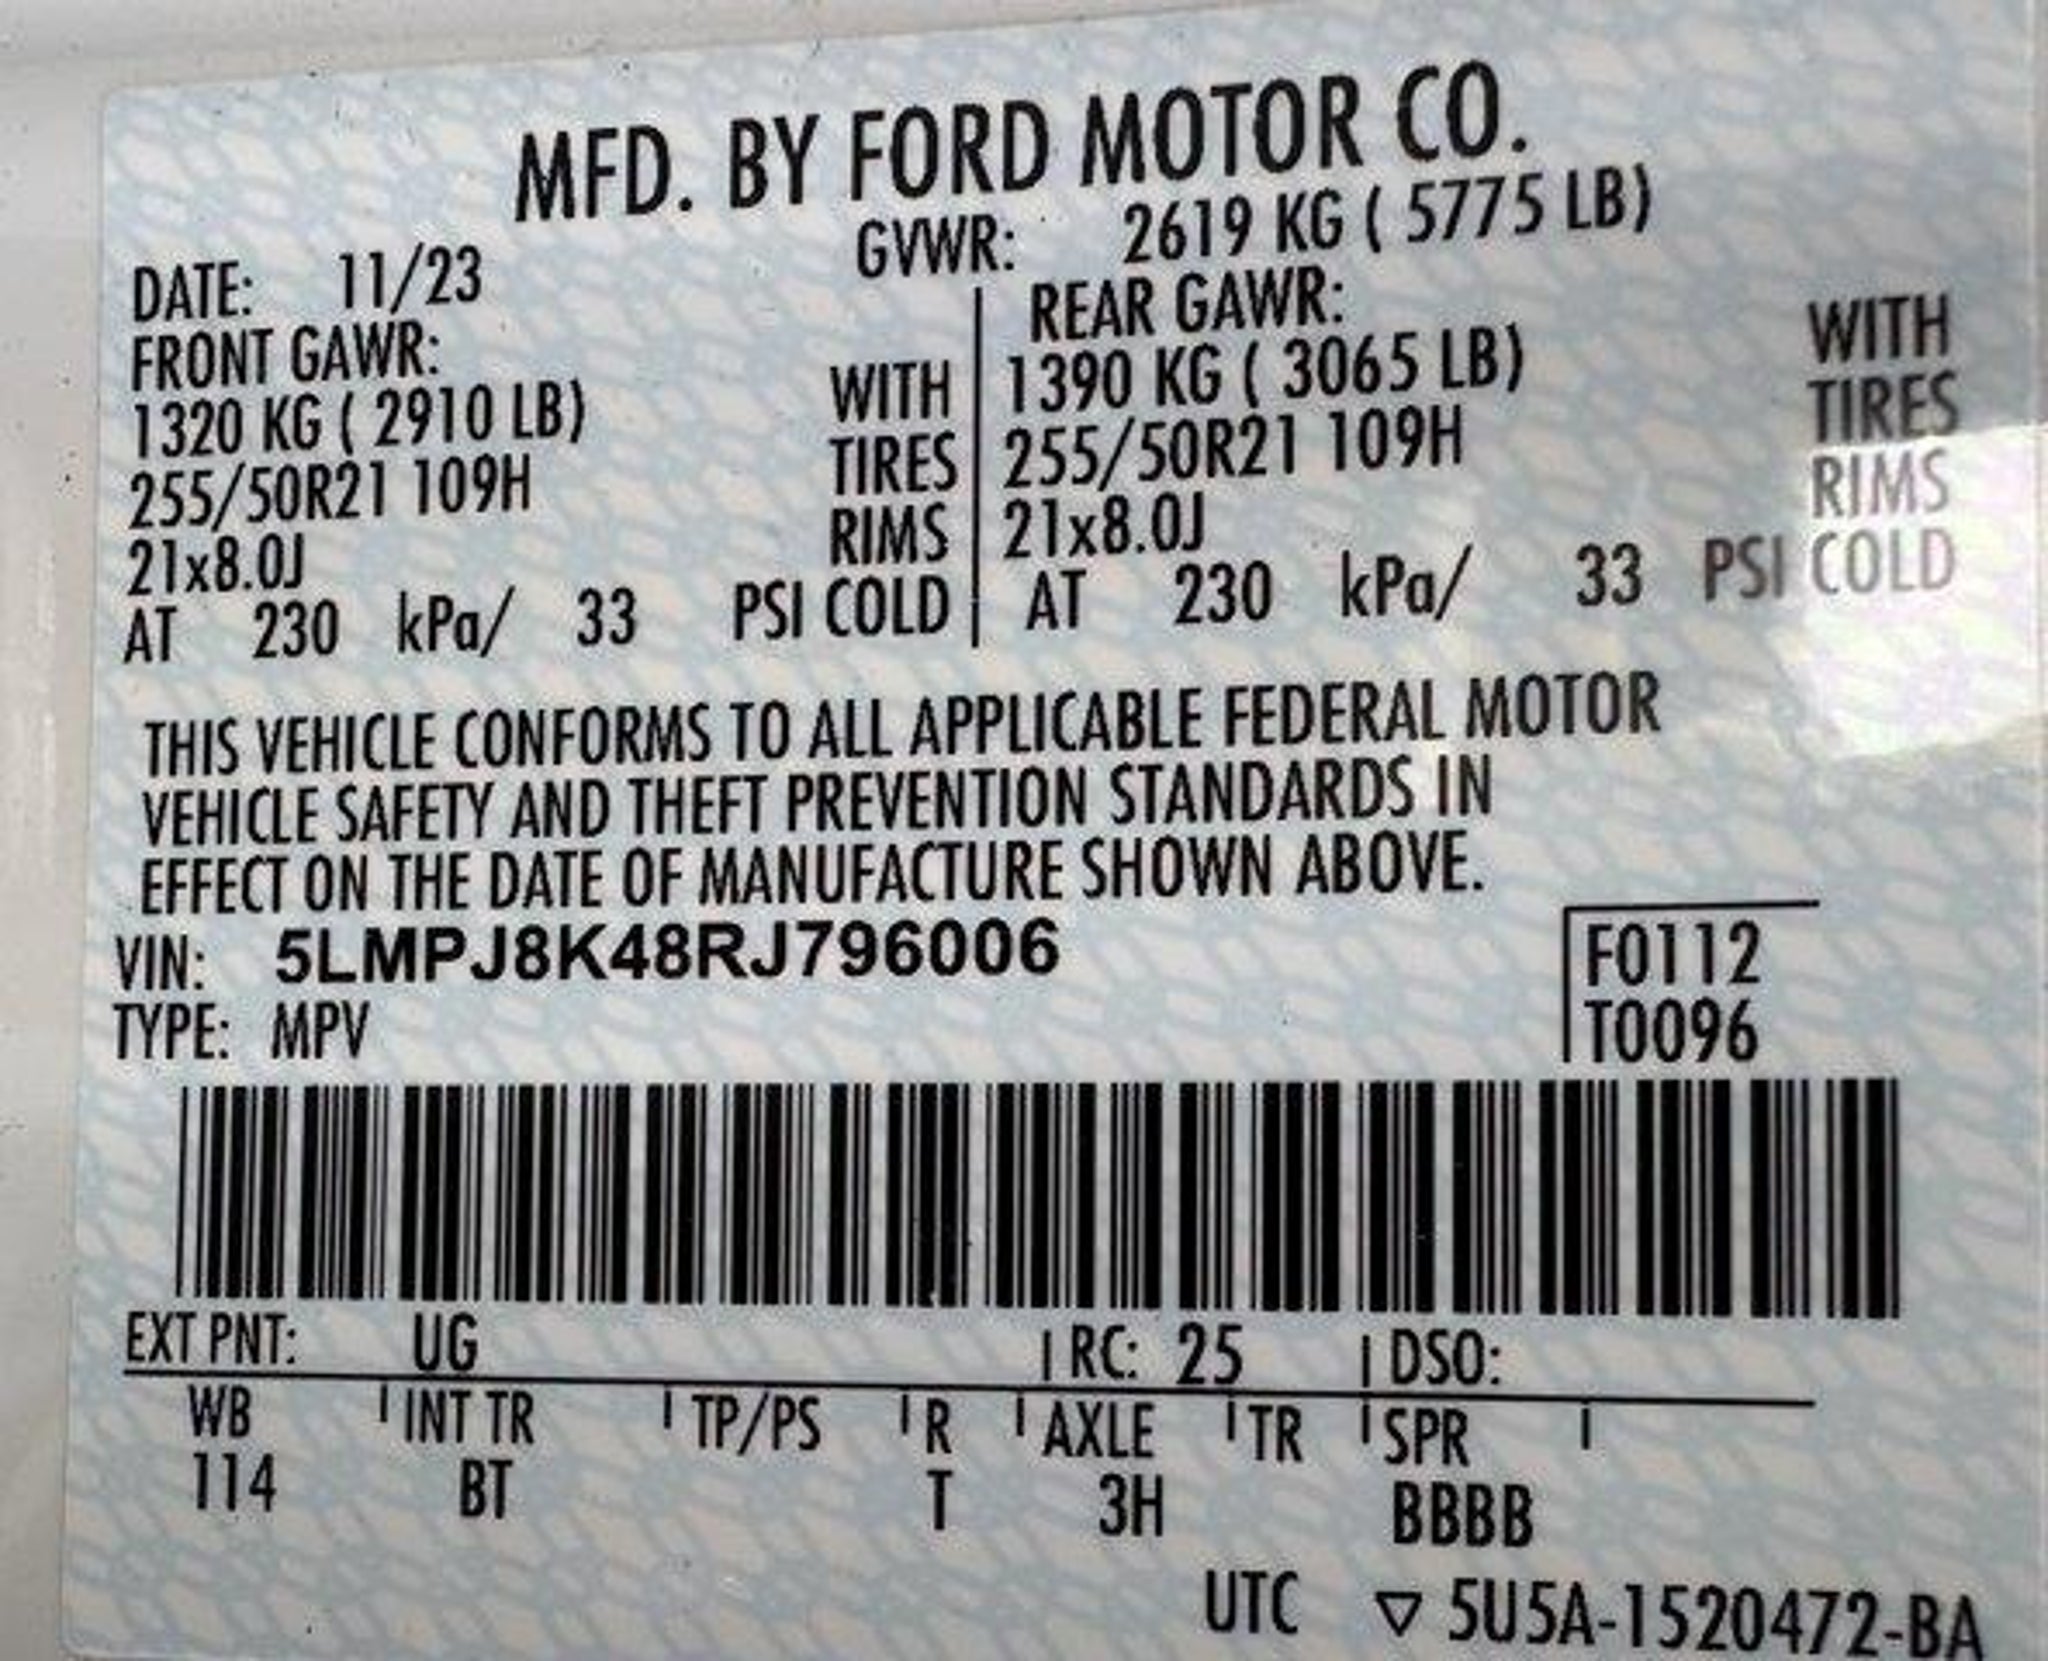 MFD. BY FORD MOTOR CO.
DATE: 11/23 GVWR: 2619 KG ( 5775 LB)
FRONT GAWR: REAR GAWR:
1320 KG ( 2910 LB) WITH 1390 KG ( 3065 LB) WITH
255/50R21 109H TIRES 255/50R21 109H TIRES
21x8.0J RIMS 21x8.0J RIMS
AT 230 kPa/ 33 PSI COLD AT 230 kPa/ 33 PSI COLD
THIS VEHICLE CONFORMS TO ALL APPLICABLE FEDERAL MOTOR
VEHICLE SAFETY AND THEFT PREVENTION STANDARDS IN
EFFECT ON THE DATE OF MANUFACTURE SHOWN ABOVE.
VIN: 5LMPJ8K48RJ796006 F0112
TYPE: MPV T0096
EXT PNT: UG RC: 25 DSO:
WB INT TR TP/PS R AXLE TR SPR
114 BT T 3H BBBB
UTC ▽ 5U5A-1520472-BA